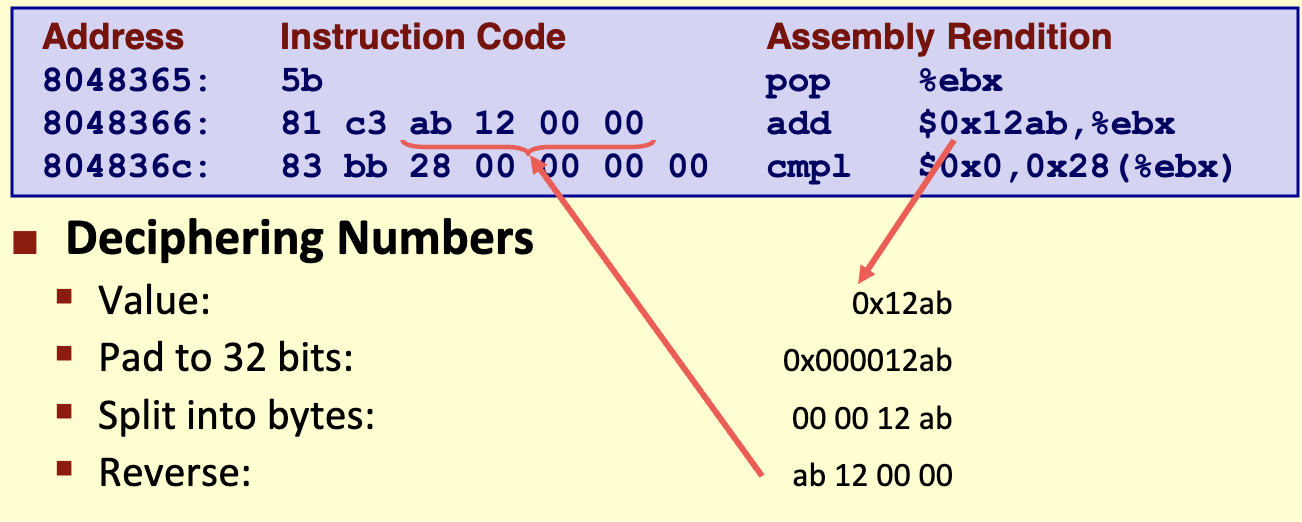 Address Instruction Code Assembly Rendition
8048365: 5b pop %ebx
8048366: 81 c3 ab 12 00 00 add $0x12ab,%ebx
804836c: 83 bb 28 00 00 00 00 cmpl $0x0,0x28(%ebx)
Deciphering Numbers
Value: 0x12ab
Pad to 32 bits: 0x000012ab
Split into bytes: 00 00 12 ab
Reverse: ab 12 00 00